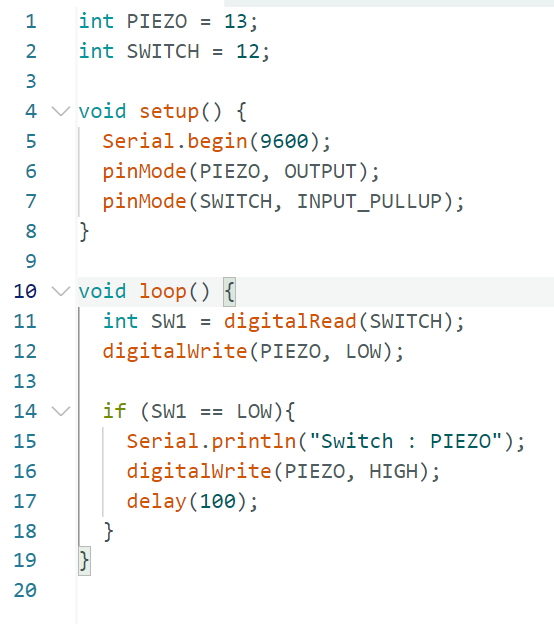 1 int PIEZO = 13;
2 int SWITCH = 12;
3
4 void setup() {
5   Serial.begin(9600);
6   pinMode(PIEZO, OUTPUT);
7   pinMode(SWITCH, INPUT_PULLUP);
8 }
9
10 void loop() {
11   int SW1 = digitalRead(SWITCH);
12   digitalWrite(PIEZO, LOW);
13
14   if (SW1 == LOW){
15     Serial.println("Switch : PIEZO");
16     digitalWrite(PIEZO, HIGH);
17     delay(100);
18   }
19 }
20